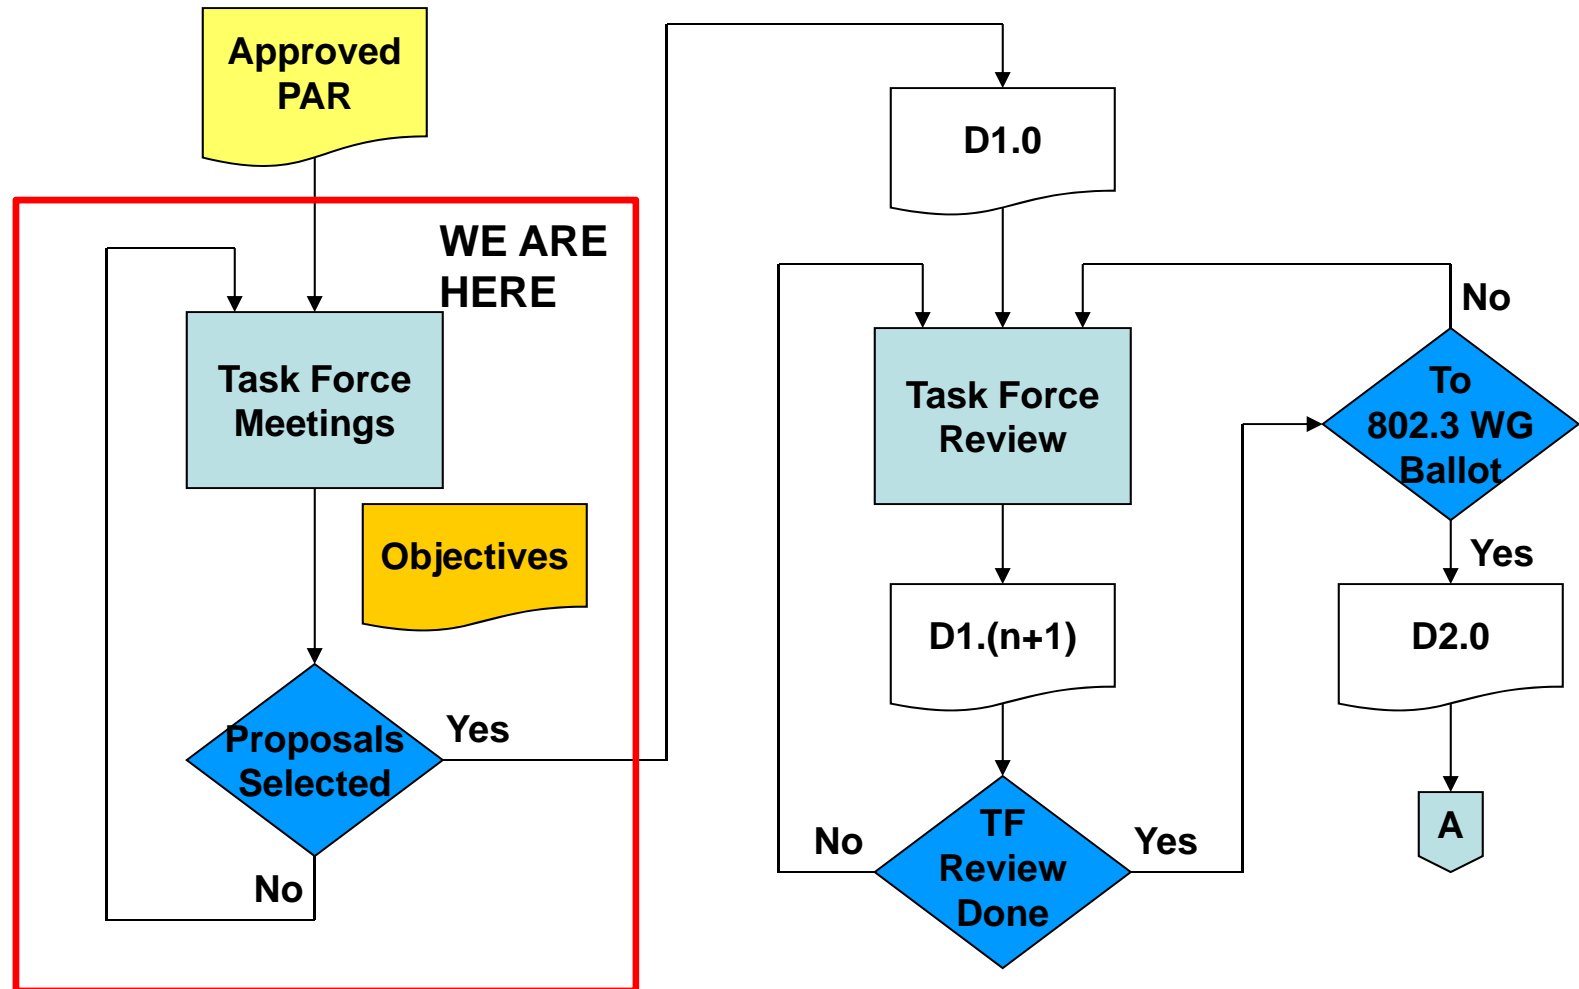 Approved
PAR
WE ARE
HERE
Task Force
Meetings
Objectives
Proposals
Selected
Yes
No
D1.0
Task Force
Review
D1.(n+1)
TF
Review
Done
No
Yes
No
To
802.3 WG
Ballot
Yes
D2.0
A